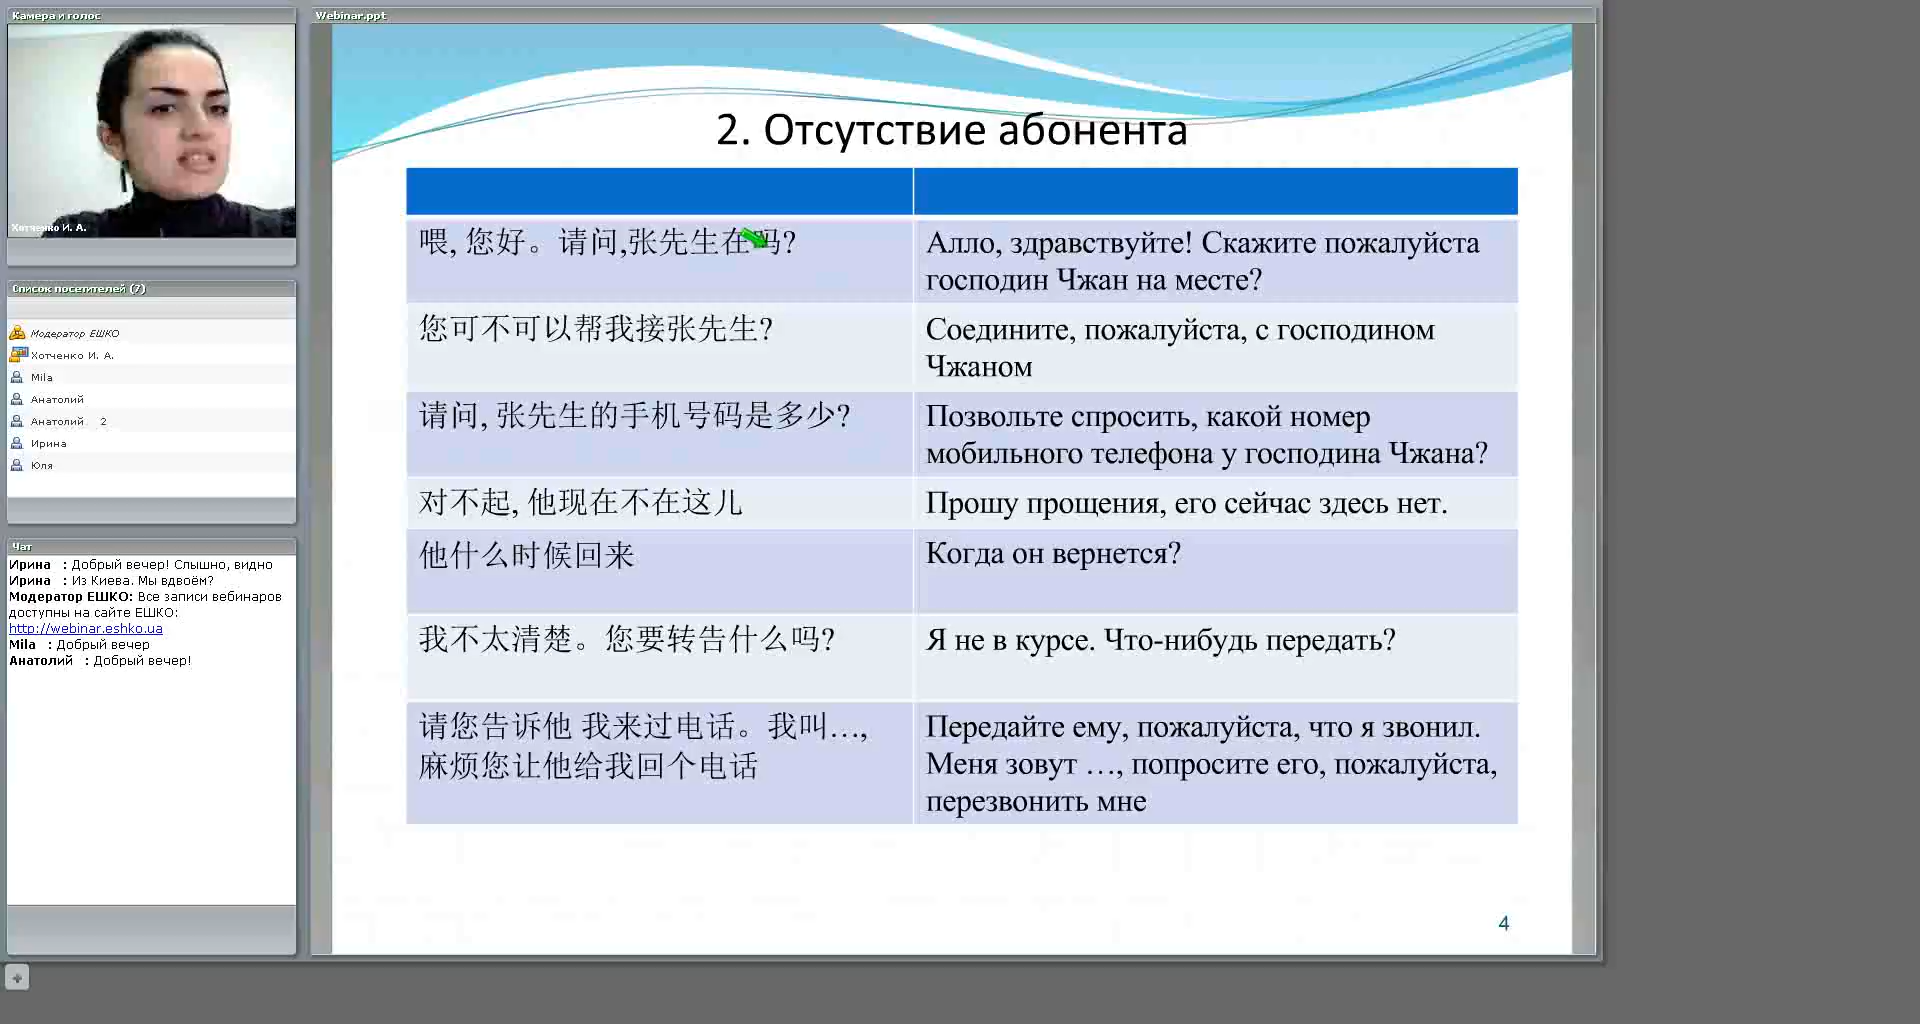 Камера и голос
Хотченко И. А.
Список посетителей (7)
Модератор ЕШКО
Хотченко И. А.
Mila
Анатолий
Анатолий 2
Ирина
Юля
Чат
Ирина : Добрый вечер! Слышно, видно
Ирина : Из Киева. Мы вдвоём?
Модератор ЕШКО: Все записи вебинаров
доступны на сайте ЕШКО:
http://webinar.eshko.ua
Mila : Добрый вечер
Анатолий : Добрый вечер!
Webinar.ppt
2. Отсутствие абонента
喂, 您好。请问,张先生在吗?
Алло, здравствуйте! Скажите пожалуйста
господин Чжан на месте?
您可不可以帮我接张先生?
Соедините, пожалуйста, с господином
Чжаном
请问, 张先生的手机号码是多少?
Позвольте спросить, какой номер
мобильного телефона у господина Чжана?
对不起, 他现在不在这儿
Прошу прощения, его сейчас здесь нет.
他什么时候回来
Когда он вернется?
我不太清楚。您要转告什么吗?
Я не в курсе. Что-нибудь передать?
请您告诉他 我来过电话。我叫…,
麻烦您让他给我回个电话
Передайте ему, пожалуйста, что я звонил.
Меня зовут …, попросите его, пожалуйста,
перезвонить мне
4